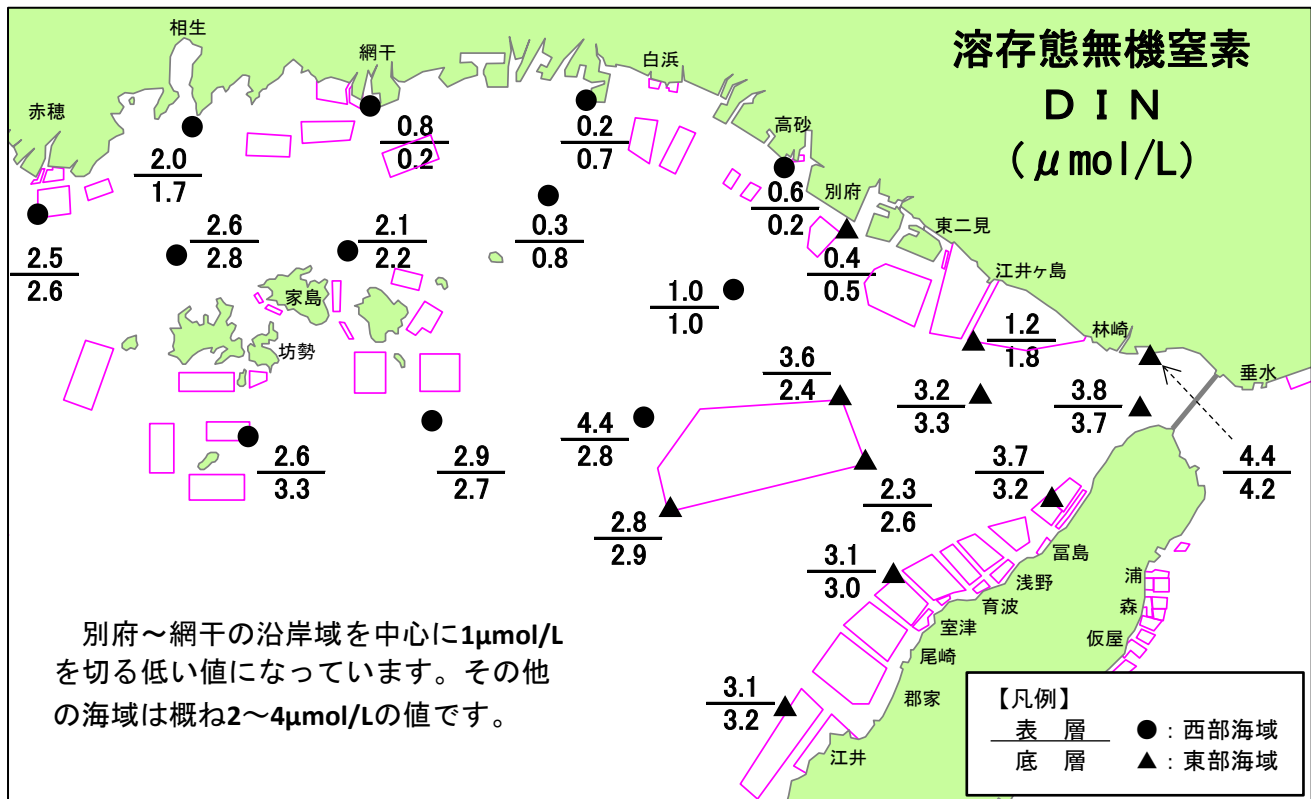 溶存態無機窒素
ＤＩＮ
（μmol/L）
相生
網干
白浜
赤穂
高砂
別府
東二見
江井ヶ島
林崎
垂水
家島
坊勢
2.0
1.7
0.8
0.2
0.2
0.7
0.6
0.2
2.5
2.6
2.6
2.8
2.1
2.2
0.3
0.8
0.4
0.5
1.0
1.0
1.2
1.8
3.6
2.4
3.2
3.3
3.8
3.7
4.4
4.2
2.6
3.3
2.9
2.7
4.4
2.8
2.8
2.9
2.3
2.6
3.7
3.2
3.1
3.0
3.1
3.2
冨島
浅野
育波
室津
尾崎
郡家
江井
浦
森
仮屋
別府～網干の沿岸域を中心に1μmol/L
を切る低い値になっています。その他
の海域は概ね2～4μmol/Lの値です。
【凡例】
表 層
底 層
●：西部海域
▲：東部海域